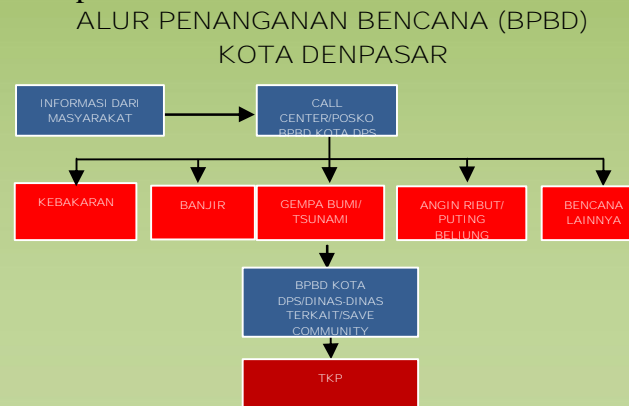 ALUR PENANGANAN BENCANA (BPBD)
KOTA DENPASAR
INFORMASI DARI
MASYARAKAT
CALL
CENTER/POSKO
BPBD KOTA DPS
KEBAKARAN
BANJIR
GEMPA BUMI/
TSUNAMI
ANGIN RIBUT/
PUTING
BELIUNG
BENCANA
LAINNYA
BPBD KOTA
DPS/DINAS-DINAS
TERKAIT/SAVE
COMMUNITY
TKP